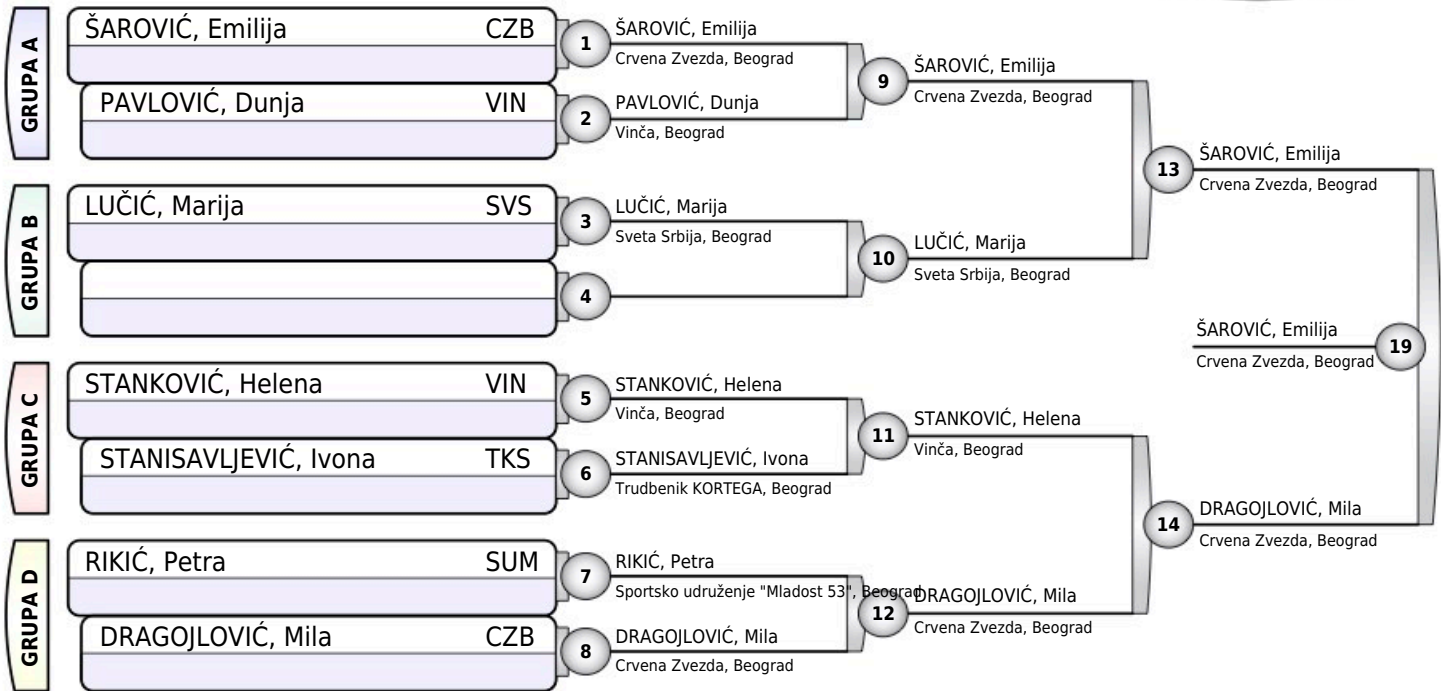 GRUPA A
ŠAROVIĆ, Emilija CZB
PAVLOVIĆ, Dunja VIN
GRUPA B
LUČIĆ, Marija SVS
GRUPA C
STANKOVIĆ, Helena VIN
STANISAVLJEVIĆ, Ivona TKS
GRUPA D
RIKIĆ, Petra SUM
DRAGOJLOVIĆ, Mila CZB
1
ŠAROVIĆ, Emilija
Crvena Zvezda, Beograd
2
PAVLOVIĆ, Dunja
Vinča, Beograd
3
LUČIĆ, Marija
Sveta Srbija, Beograd
4
5
STANKOVIĆ, Helena
Vinča, Beograd
6
STANISAVLJEVIĆ, Ivona
Trudbenik KORTEGA, Beograd
7
RIKIĆ, Petra
Sportsko udruženje "Mladost 53", Beograd
8
DRAGOJLOVIĆ, Mila
Crvena Zvezda, Beograd
9
ŠAROVIĆ, Emilija
Crvena Zvezda, Beograd
10
LUČIĆ, Marija
Sveta Srbija, Beograd
11
STANKOVIĆ, Helena
Vinča, Beograd
12
DRAGOJLOVIĆ, Mila
Crvena Zvezda, Beograd
13
ŠAROVIĆ, Emilija
Crvena Zvezda, Beograd
14
DRAGOJLOVIĆ, Mila
Crvena Zvezda, Beograd
ŠAROVIĆ, Emilija
Crvena Zvezda, Beograd
19